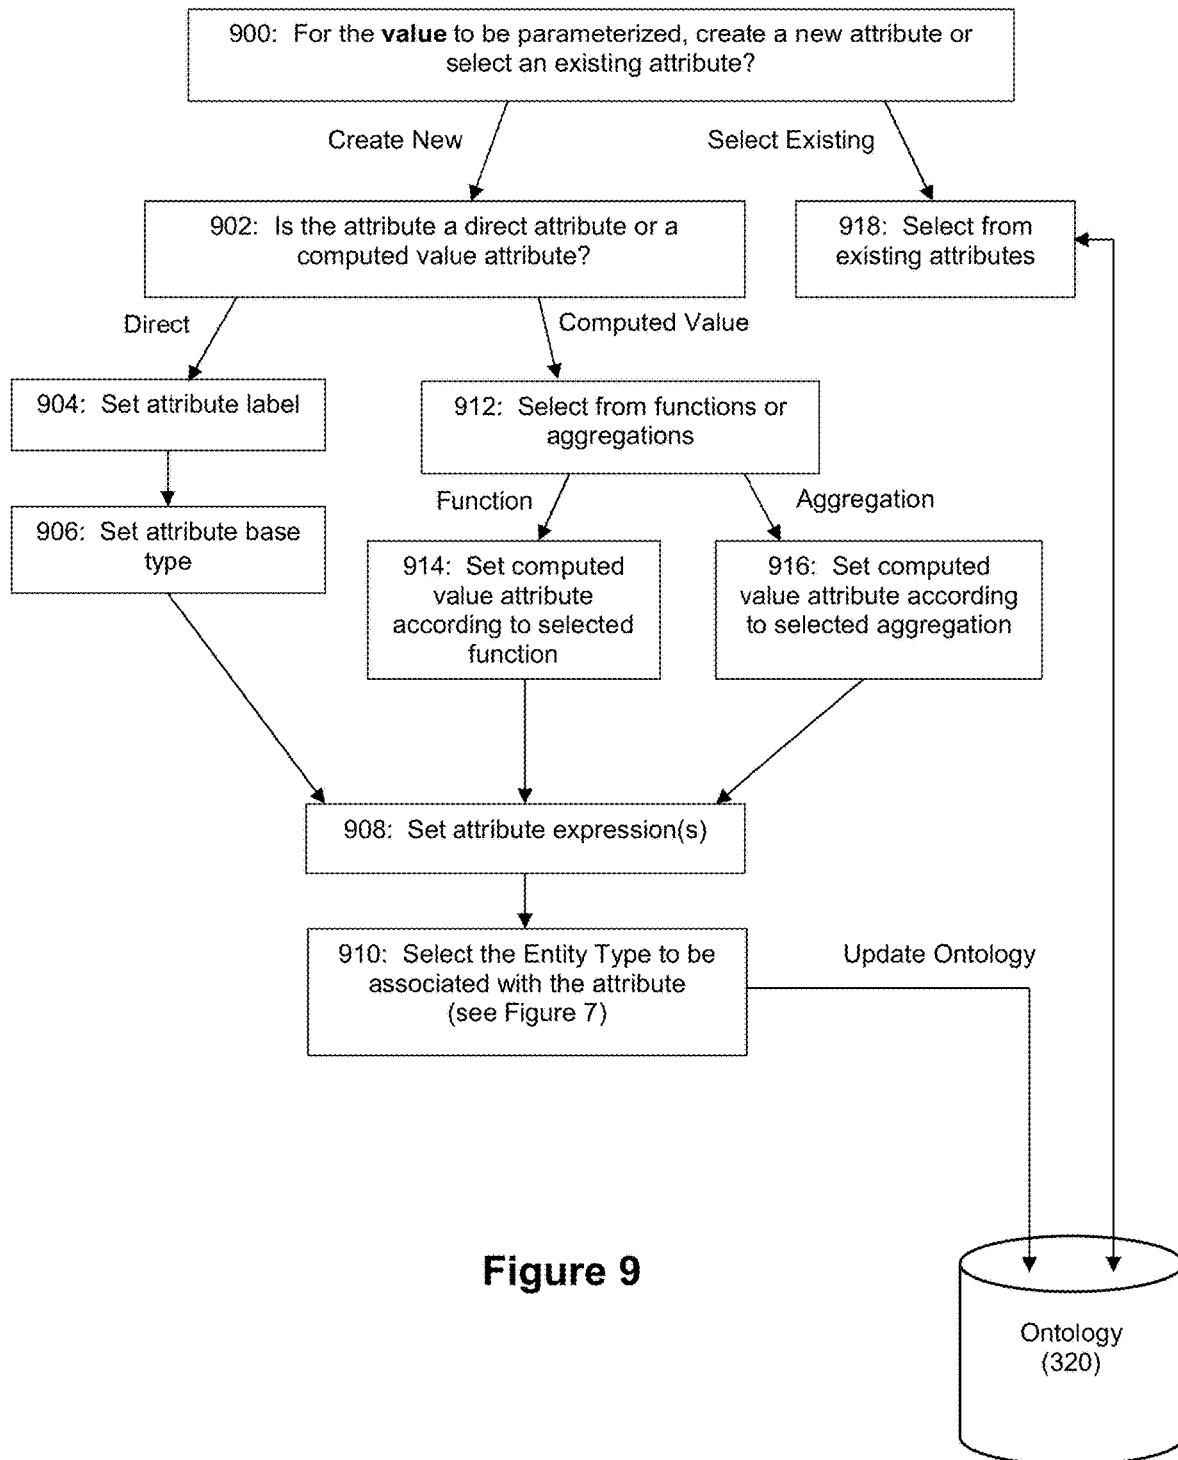 900:  For the value to be parameterized, create a new attribute or
select an existing attribute?
Create New
Select Existing
902:  Is the attribute a direct attribute or a
computed value attribute?
918:  Select from
existing attributes
Direct
Computed Value
904:  Set attribute label
912:  Select from functions or
aggregations
Function
Aggregation
906:  Set attribute base
type
914:  Set computed
value attribute
according to selected
function
916:  Set computed
value attribute according
to selected aggregation
908:  Set attribute expression(s)
910:  Select the Entity Type to be
associated with the attribute
(see Figure 7)
Update Ontology
Figure 9
Ontology
(320)